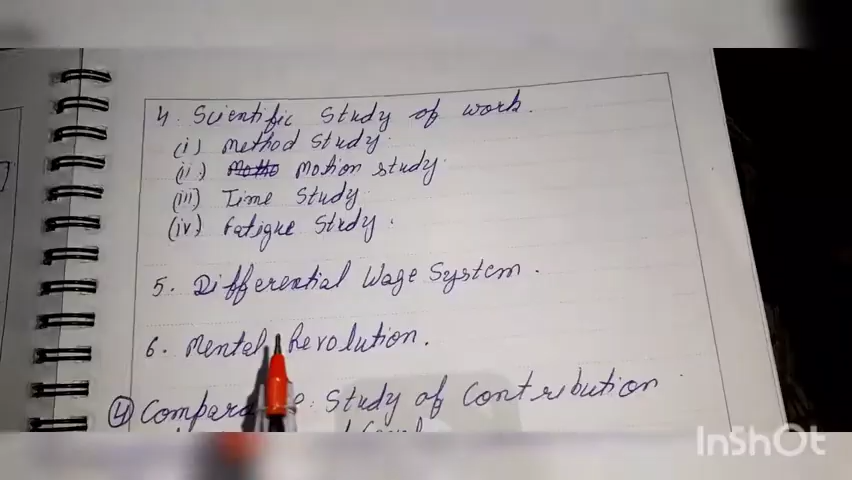 4. Scientific Study of work.
(i) method Study.
(ii) Motion study.
(iii) Time Study
(iv) Fatigue Study.
5. Differential Wage System.
6. Mental Revolution.
(4) Study of Contribution
InShOt